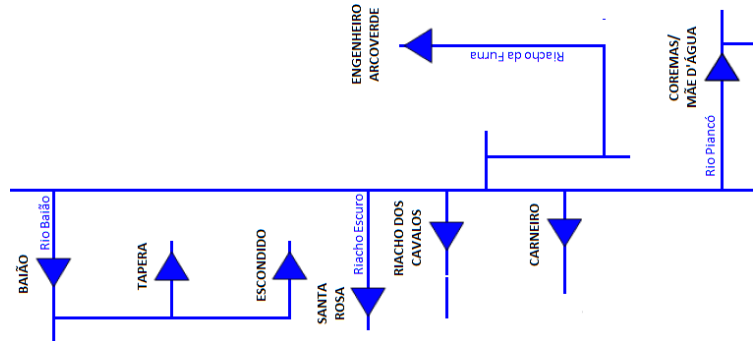 BAIÃO
Rio Baião
TAPERA
ESCONDIDO
SANTA
ROSA
Riacho Escuro
RIACHO DOS
CAVALOS
CARNEIRO
ENGENHEIRO
ARCOVERDE
Riacho da Furna
COREMAS/
MÃE D'ÁGUA
Rio Piancó